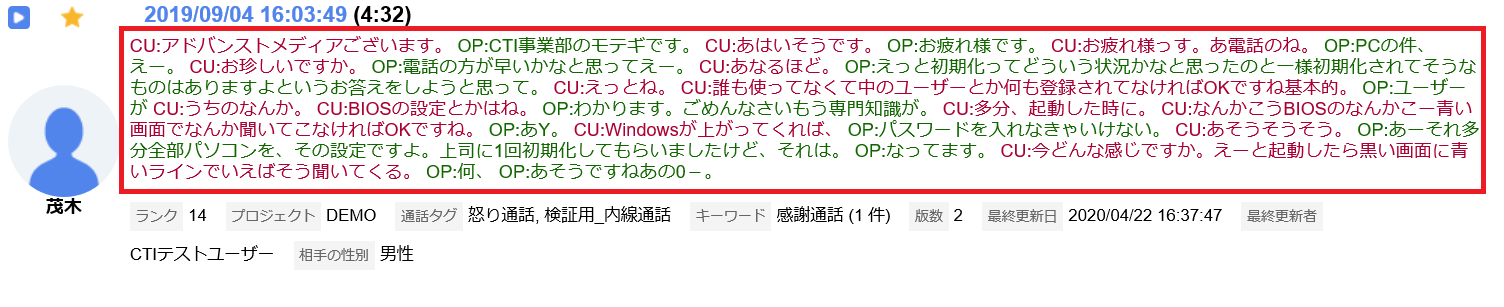 2019/09/04 16:03:49 (4:32)
CU:アドバンストメディアございます。 OP:CTI事業部のモテギです。 CU:あはいそうです。 OP:お疲れ様です。 CU:お疲れ様っす。あ電話のね。 OP:PCの件、
えー。 CU:お珍しいですか。 OP:電話の方が早いかなと思ってえー。 CU:あなるほど。 OP:えっと初期化ってどういう状況かなと思ったのと一様初期化されてそうな
ものはありますよというお答えをしようと思って。 CU:えっとね。 CU:誰も使ってなくて中のユーザーとか何も登録されてなければOKですね基本的。 OP:ユーザー
が CU:うちのなんか。 CU:BIOSの設定とかはね。 OP:わかります。ごめんなさいもう専門知識が。 CU:多分、起動した時に。 CU:なんかこうBIOSのなんかこー青い
画面でなんか聞いてこなければOKですね。 OP:あY。 CU:Windowsが上がってくれば、 OP:パスワードを入れなきゃいけない。 CU:あそうそうそう。 OP:あーそれ多
分全部パソコンを、その設定ですよ。上司に1回初期化してもらいましたけど、それは。 OP:なってます。 CU:今どんな感じですか。えーと起動したら黒い画面に青
いラインでいえばそう聞いてくる。 OP:何、 OP:あそうですねあの0－。
茂木
ランク 14 プロジェクト DEMO 通話タグ 怒り通話, 検証用_内線通話 キーワード 感謝通話 (1 件) 版数 2 最終更新日 2020/04/22 16:37:47 最終更新者
CTIテストユーザー 相手の性別 男性